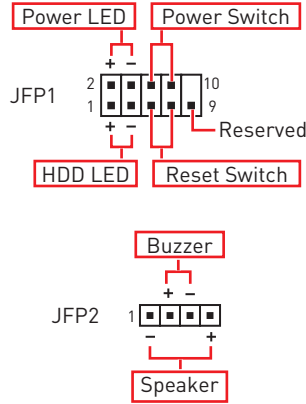 Power LED Power Switch
+ −
2 10
JFP1
1 9
+ − Reserved
HDD LED Reset Switch
Buzzer
+ −
JFP2 1
− +
Speaker